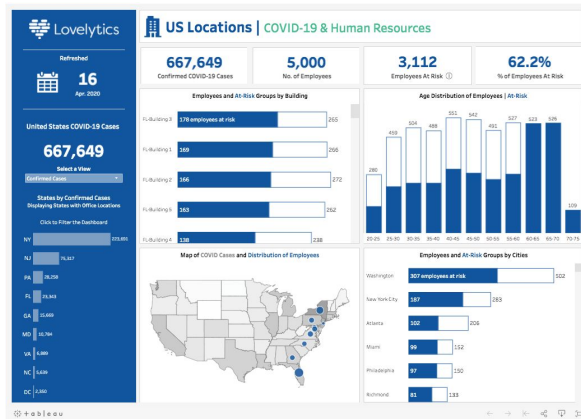 Lovelytics
US Locations | COVID-19 & Human Resources
Refreshed
16
Apr. 2020
United States COVID-19 Cases
667,649
Select a View
Confirmed Cases
States by Confirmed Cases
Displaying States with Office Locations
Click to Filter the Dashboard
NY 223,691
NJ 75,317
PA 28,258
FL 23,343
GA 15,669
MD 10,784
VA 6,889
NC 5,639
DC 2,350
667,649
Confirmed COVID-19 Cases
5,000
No. of Employees
3,112
Employees At Risk
62.2%
% of Employees At Risk
Employees and At-Risk Groups by Building
FL-Building 3 178 employees at risk 265
FL-Building 1 169 266
FL-Building 2 166 272
FL-Building 5 163 252
FL-Building 4 138 238
Age Distribution of Employees | At-Risk
280 459 504 488 551 542 491 527 523 526 109
20-25 25-30 30-35 35-40 40-45 45-50 50-55 55-60 60-65 65-70 70-75
Map of COVID Cases and Distribution of Employees
Employees and At-Risk Groups by Cities
Washington 307 employees at risk 502
New York City 187 283
Atlanta 102 206
Miami 99 152
Philadelphia 97 150
Richmond 81 133
+ableau